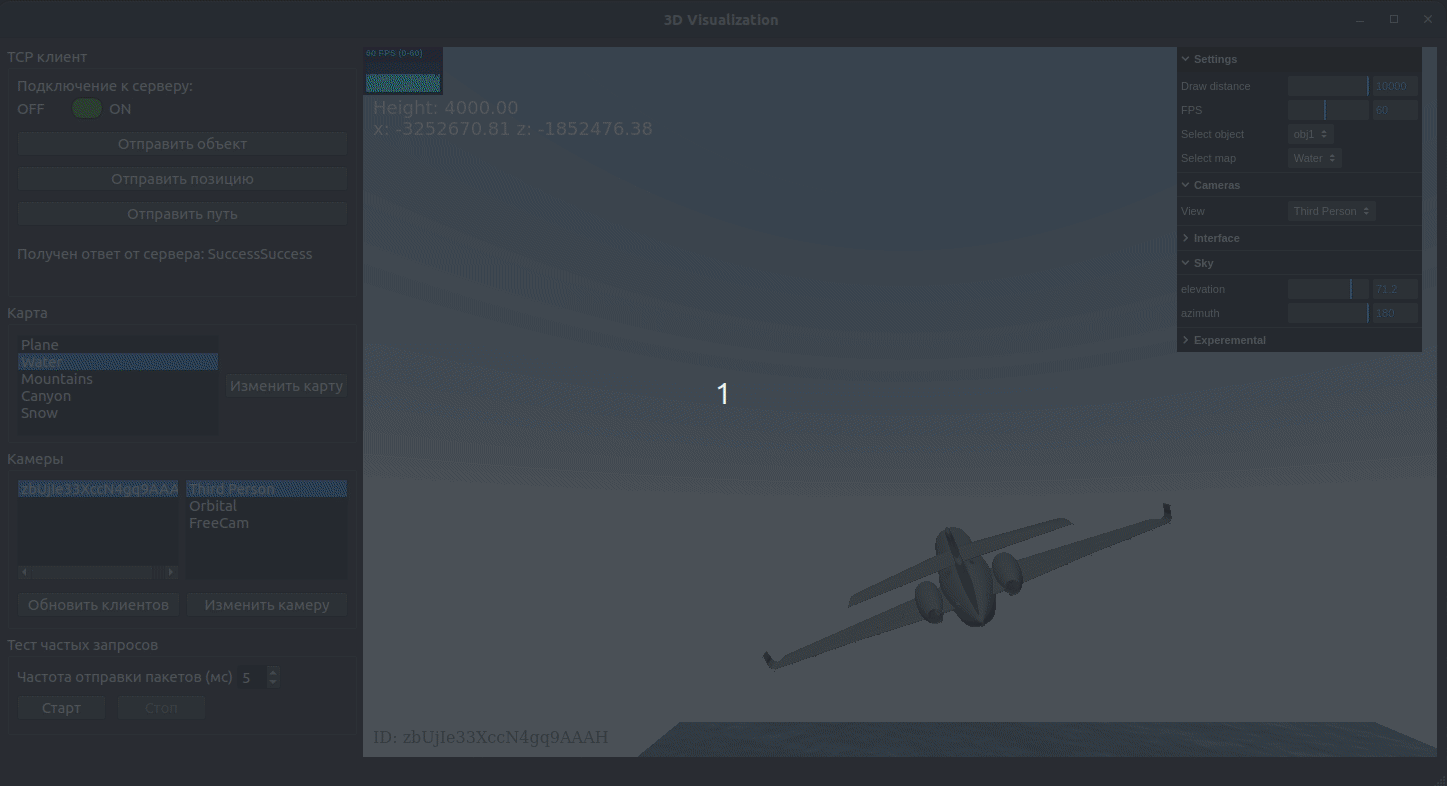 3D Visualization
TCP клиент
Подключение к серверу:
OFF ON
Отправить объект
Отправить позицию
Отправить путь
Получен ответ от сервера: SuccessSuccess
Карта
Plane
Water
Mountains
Canyon
Snow
Изменить карту
Камеры
zbUjIe33XccN4gq9AAA
Third Person
Orbital
FreeCam
Обновить клиентов
Изменить камеру
Тест частых запросов
Частота отправки пакетов (мс) 5
Старт
Стоп
60 FPS (0-60)
Height: 4000.00
x: -3252670.81 z: -1852476.38
1
ID: zbUjIe33XccN4gq9AAAH
Settings
Draw distance 10000
FPS 60
Select object obj1
Select map Water
Cameras
View Third Person
Interface
Sky
elevation 71.2
azimuth 180
Experemental